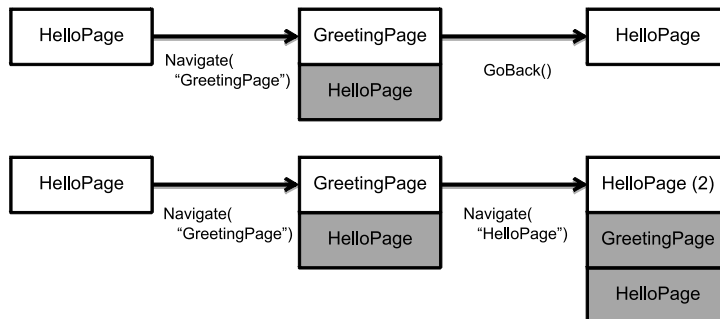 HelloPage
Navigate(
“GreetingPage”)
GreetingPage
HelloPage
GoBack()
HelloPage
HelloPage
Navigate(
“GreetingPage”)
GreetingPage
HelloPage
Navigate(
“HelloPage”)
HelloPage (2)
GreetingPage
HelloPage